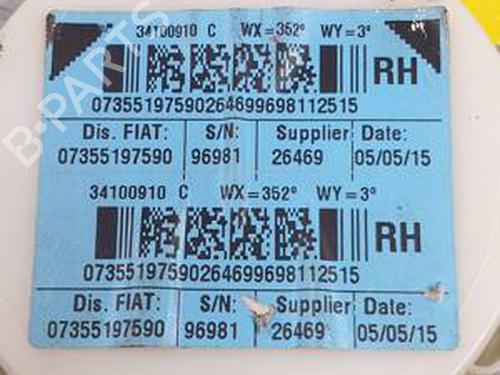 34100910 C WX=352° WY=3°
RH
07355197590264699698112515
Dis. FIAT: S/N: Supplier Date:
07355197590 96981 26469 05/05/15
34100910 C WX=352° WY=3°
RH
07355197590264699698112515
Dis. FIAT: S/N: Supplier Date:
07355197590 96981 26469 05/05/15
B-PARTS